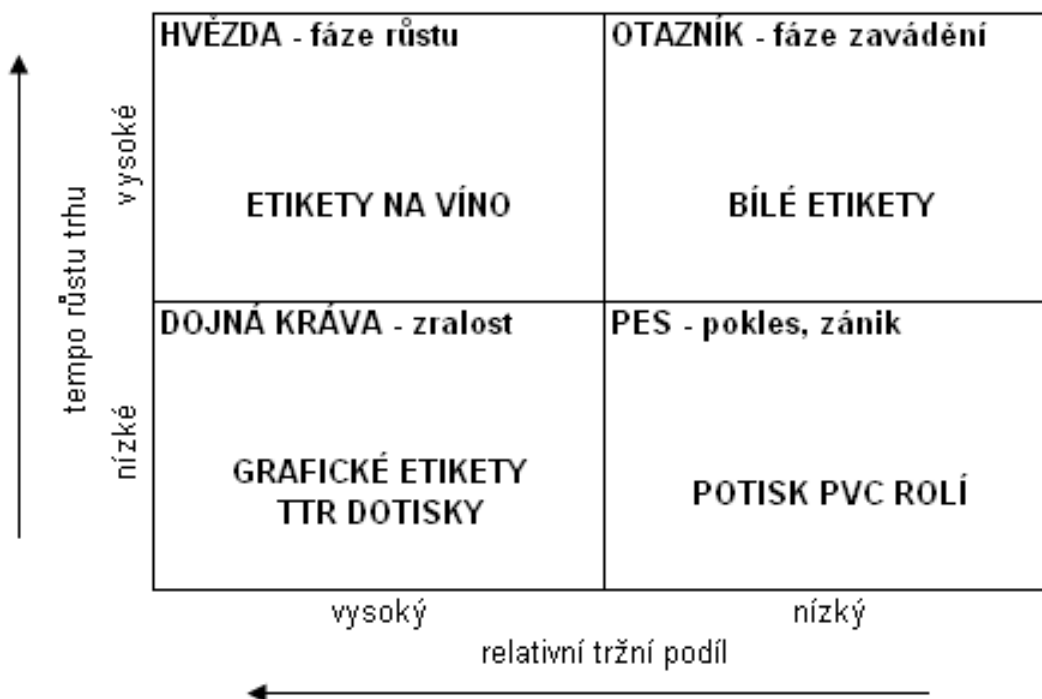 HVĚZDA - fáze růstu
OTAZNÍK - fáze zavádění
ETIKETY NA VÍNO
BÍLÉ ETIKETY
DOJNÁ KRÁVA - zralost
PES - pokles, zánik
GRAFICKÉ ETIKETY
TTR DOTISKY
POTISK PVC ROLÍ
tempo růstu trhu
vysoké
nízké
vysoký
nízký
relativní tržní podíl